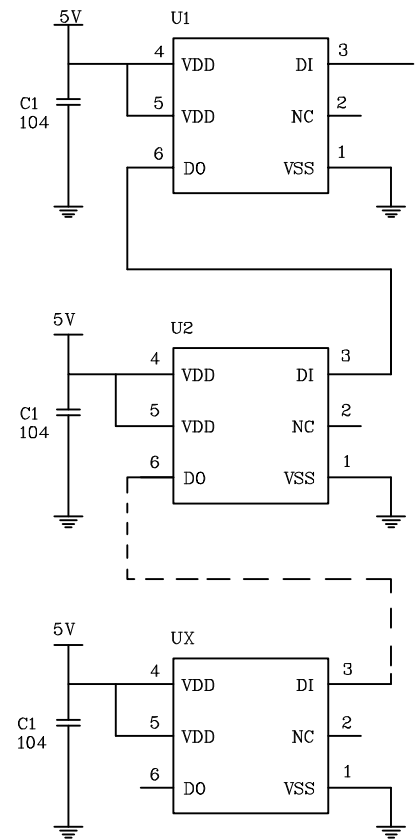 5V
U1
4 VDD DI 3
C1
104
5 VDD NC 2
6 DO VSS 1
5V
U2
4 VDD DI 3
C1
104
5 VDD NC 2
6 DO VSS 1
5V
UX
4 VDD DI 3
C1
104
5 VDD NC 2
6 DO VSS 1